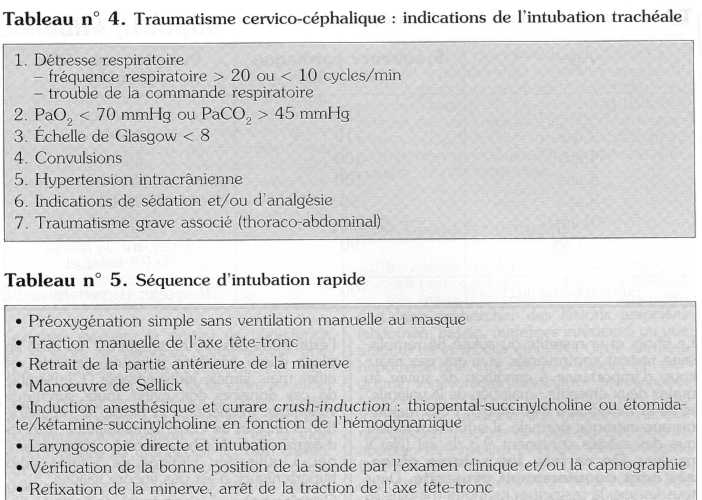 Tableau n° 4. Traumatisme cervico-céphalique : indications de l'intubation trachéale
1. Détresse respiratoire
– fréquence respiratoire > 20 ou < 10 cycles/min
– trouble de la commande respiratoire
2. PaO₂ < 70 mmHg ou PaCO₂ > 45 mmHg
3. Échelle de Glasgow < 8
4. Convulsions
5. Hypertension intracrânienne
6. Indications de sédation et/ou d'analgésie
7. Traumatisme grave associé (thoraco-abdominal)
Tableau n° 5. Séquence d'intubation rapide
• Préoxygénation simple sans ventilation manuelle au masque
• Traction manuelle de l'axe tête-tronc
• Retrait de la partie antérieure de la minerve
• Manœuvre de Sellick
• Induction anesthésique et curare crush-induction : thiopental-succinylcholine ou étomida-
te/kétamine-succinylcholine en fonction de l'hémodynamique
• Laryngoscopie directe et intubation
• Vérification de la bonne position de la sonde par l'examen clinique et/ou la capnographie
• Refixation de la minerve, arrêt de la traction de l'axe tête-tronc